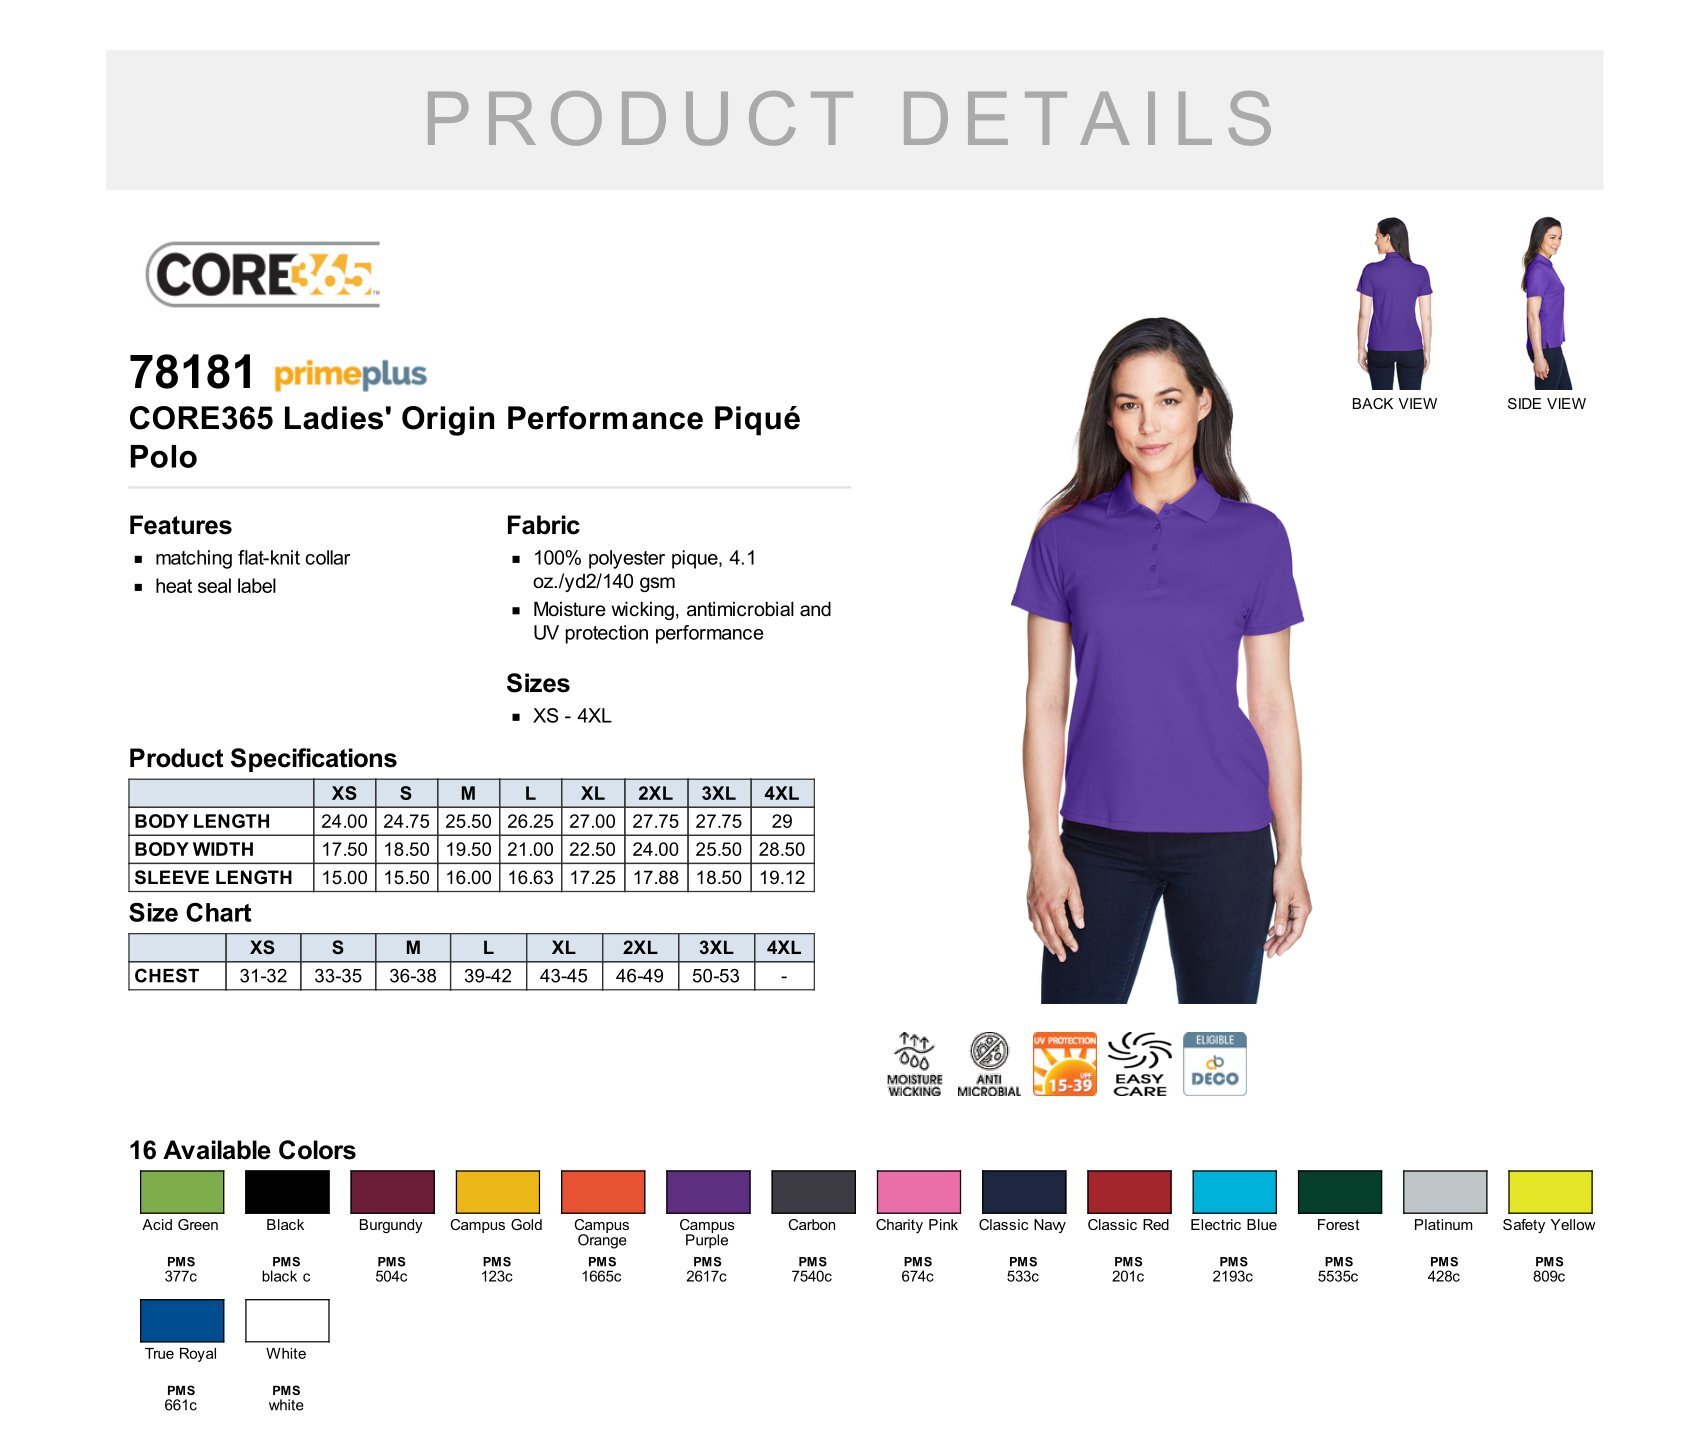 PRODUCT DETAILS
CORE365™
BACK VIEW
SIDE VIEW
78181 primeplus
CORE365 Ladies' Origin Performance Piqué
Polo
Features
▪ matching flat-knit collar
▪ heat seal label
Fabric
▪ 100% polyester pique, 4.1
oz./yd2/140 gsm
▪ Moisture wicking, antimicrobial and
UV protection performance
Sizes
▪ XS - 4XL
Product Specifications
XS S M L XL 2XL 3XL 4XL
BODY LENGTH 24.00 24.75 25.50 26.25 27.00 27.75 27.75 29
BODY WIDTH 17.50 18.50 19.50 21.00 22.50 24.00 25.50 28.50
SLEEVE LENGTH 15.00 15.50 16.00 16.63 17.25 17.88 18.50 19.12
Size Chart
XS S M L XL 2XL 3XL 4XL
CHEST 31-32 33-35 36-38 39-42 43-45 46-49 50-53 -
MOISTURE
WICKING
ANTI
MICROBIAL
UV PROTECTION
UPF
15-39
EASY
CARE
ELIGIBLE
ab
DECO
16 Available Colors
Acid Green Black Burgundy Campus Gold Campus Orange Campus Purple Carbon Charity Pink Classic Navy Classic Red Electric Blue Forest Platinum Safety Yellow
PMS PMS PMS PMS PMS PMS PMS PMS PMS PMS PMS PMS PMS PMS
377c black c 504c 123c 1665c 2617c 7540c 674c 533c 201c 2193c 5535c 428c 809c
True Royal White
PMS PMS
661c white